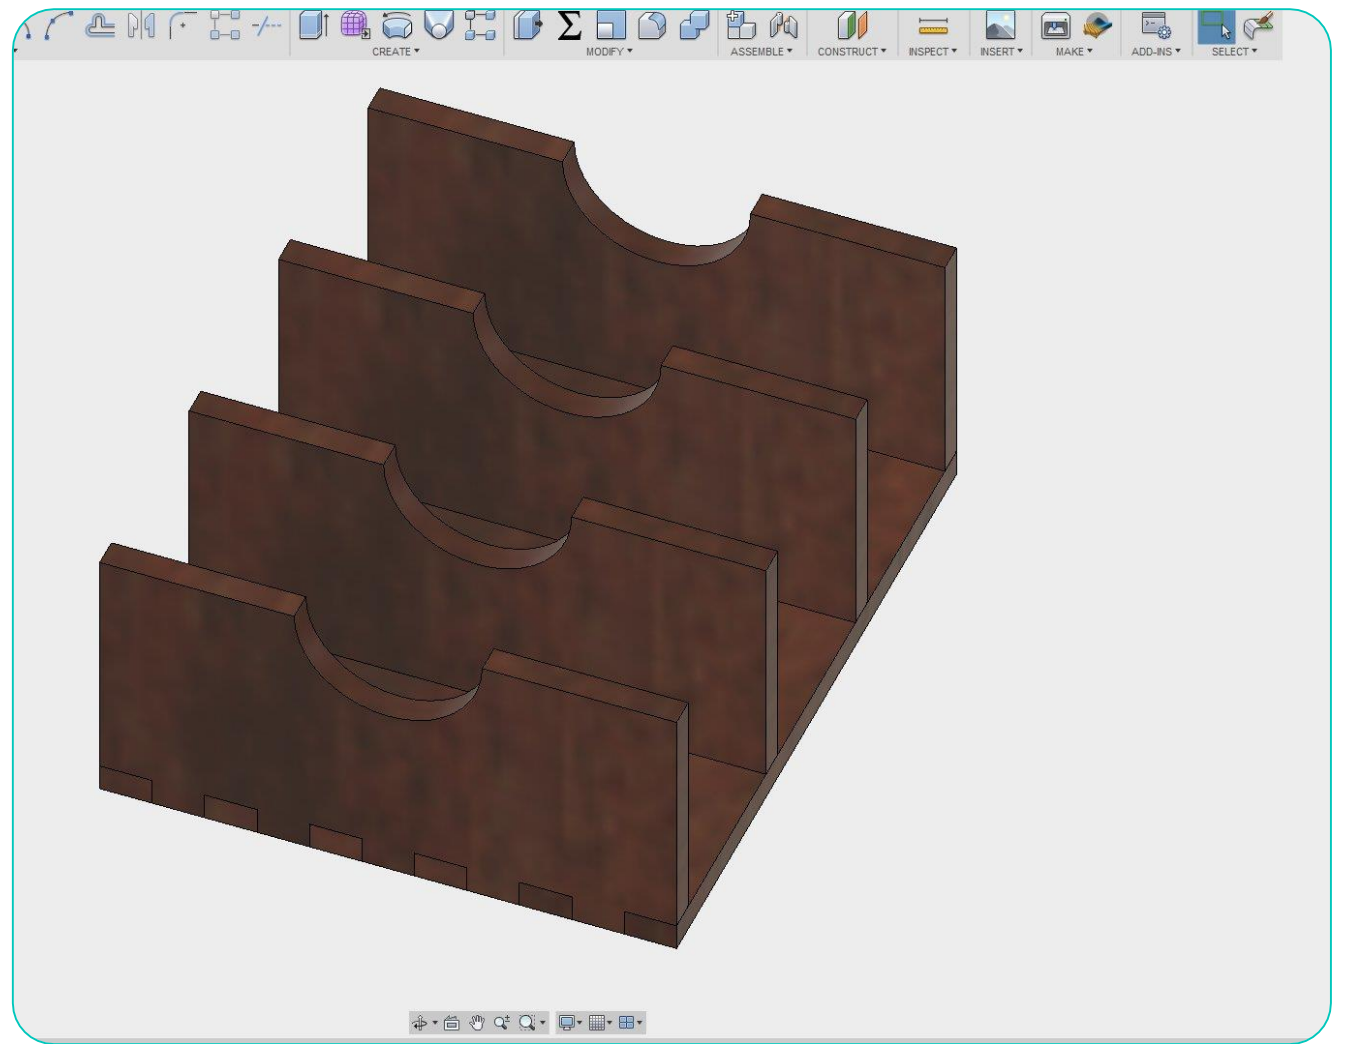 CREATE ▾ MODIFY ▾ ASSEMBLE ▾ CONSTRUCT ▾ INSPECT ▾ INSERT ▾ MAKE ▾ ADD-INS ▾ SELECT ▾